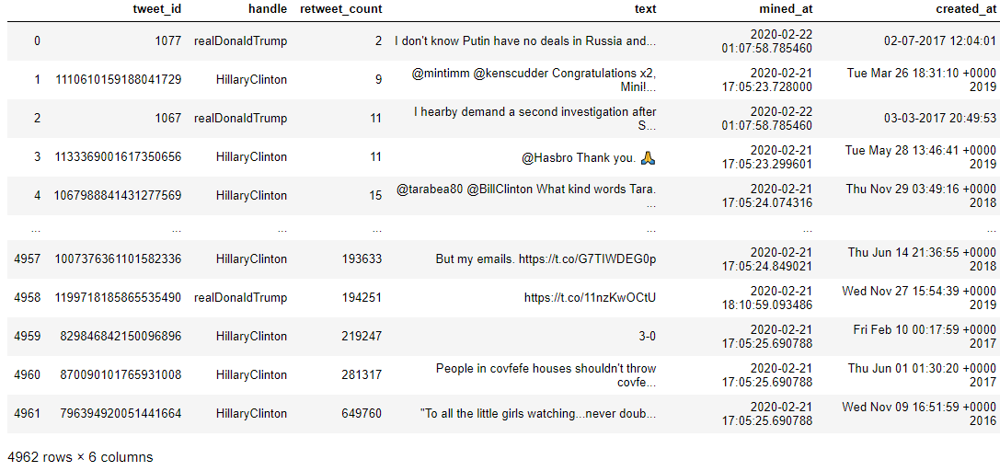 tweet_id handle retweet_count text mined_at created_at
0 1077 realDonaldTrump 2 I don't know Putin have no deals in Russia and... 2020-02-22 01:07:58.785460 02-07-2017 12:04:01
1 1110610159188041729 HillaryClinton 9 @mintimm @kenscudder Congratulations x2, Mini!... 2020-02-21 17:05:23.728000 Tue Mar 26 18:31:10 +0000 2019
2 1067 realDonaldTrump 11 I hearby demand a second investigation after S... 2020-02-22 01:07:58.785460 03-03-2017 20:49:53
3 1133369001617350656 HillaryClinton 11 @Hasbro Thank you. 🙏 2020-02-21 17:05:23.299601 Tue May 28 13:46:41 +0000 2019
4 1067988841431277569 HillaryClinton 15 @tarabea80 @BillClinton What kind words Tara. ... 2020-02-21 17:05:24.074316 Thu Nov 29 03:49:16 +0000 2018
... ... ... ... ... ... ...
4957 1007376361101582336 HillaryClinton 193633 But my emails. https://t.co/G7TIWDEG0p 2020-02-21 17:05:24.849021 Thu Jun 14 21:36:55 +0000 2018
4958 1199718185865535490 realDonaldTrump 194251 https://t.co/11nzKwOCtU 2020-02-21 18:10:59.093486 Wed Nov 27 15:54:39 +0000 2019
4959 829846842150096896 HillaryClinton 219247 3-0 2020-02-21 17:05:25.690788 Fri Feb 10 00:17:59 +0000 2017
4960 870090101765931008 HillaryClinton 281317 People in covfefe houses shouldn't throw covfe... 2020-02-21 17:05:25.690788 Thu Jun 01 01:30:20 +0000 2017
4961 796394920051441664 HillaryClinton 649760 "To all the little girls watching...never doub... 2020-02-21 17:05:25.690788 Wed Nov 09 16:51:59 +0000 2016
4962 rows × 6 columns